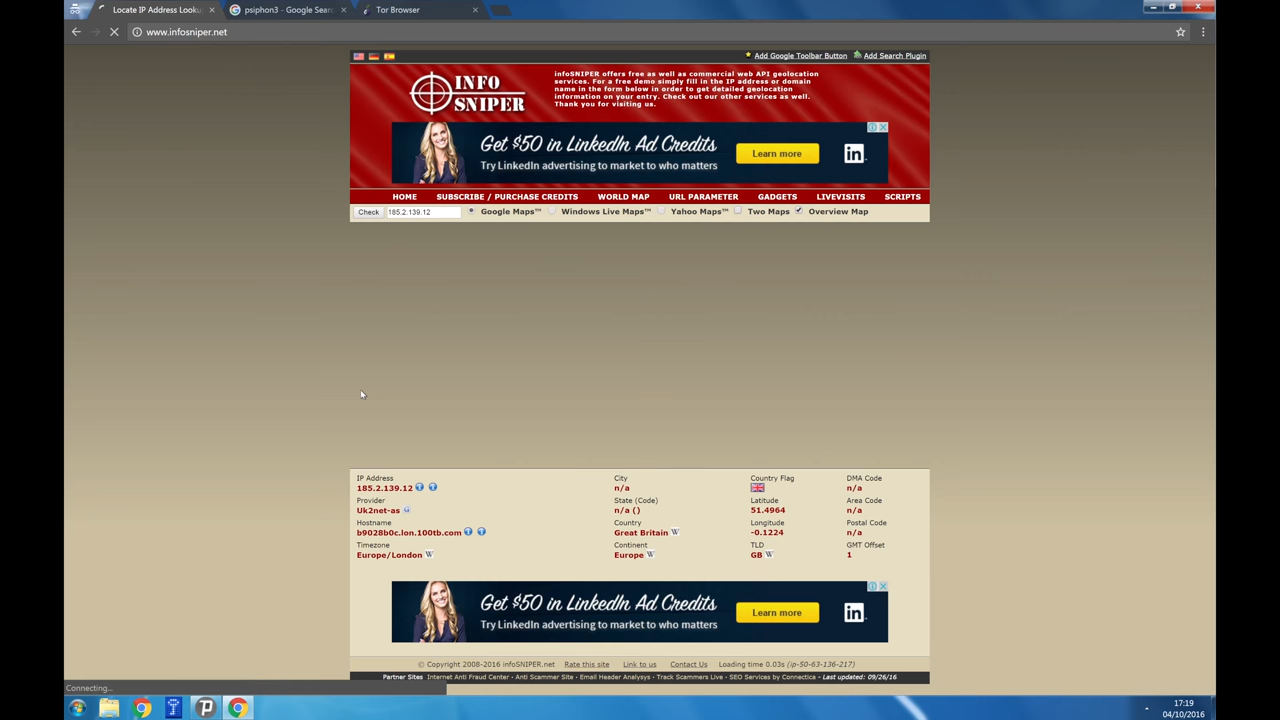 Locate IP Address Looku
psiphon3 - Google Searc
Tor Browser
www.infosniper.net
Add Google Toolbar Button
Add Search Plugin
INFO
SNIPER
infoSNIPER offers free as well as commercial web API geolocation
services. For a free demo simply fill in the IP address or domain
name in the form below in order to get detailed geolocation
information on your entry. Check out our other services as well.
Thank you for visiting us.
Get $50 in LinkedIn Ad Credits
Try LinkedIn advertising to market to who matters
Learn more
in
HOME SUBSCRIBE / PURCHASE CREDITS WORLD MAP URL PARAMETER GADGETS LIVEVISITS SCRIPTS
Check 185.2.139.12 Google Maps™ Windows Live Maps™ Yahoo Maps™ Two Maps Overview Map
IP Address City Country Flag DMA Code
185.2.139.12 n/a n/a
Provider State (Code) Latitude Area Code
Uk2net-as n/a () 51.4964 n/a
Hostname Country Longitude Postal Code
b9028b0c.lon.100tb.com Great Britain W -0.1224 n/a
Timezone Continent TLD GMT Offset
Europe/London W Europe W GB W 1
Get $50 in LinkedIn Ad Credits
Try LinkedIn advertising to market to who matters
Learn more
in
© Copyright 2008-2016 infoSNIPER.net Rate this site Link to us Contact Us Loading time 0.03s (ip-50-63-136-217)
Partner Sites Internet Anti Fraud Center - Anti Scammer Site - Email Header Analysys - Track Scammers Live - SEO Services by Connectica - Last updated: 09/26/16
Connecting...
17:19
04/10/2016